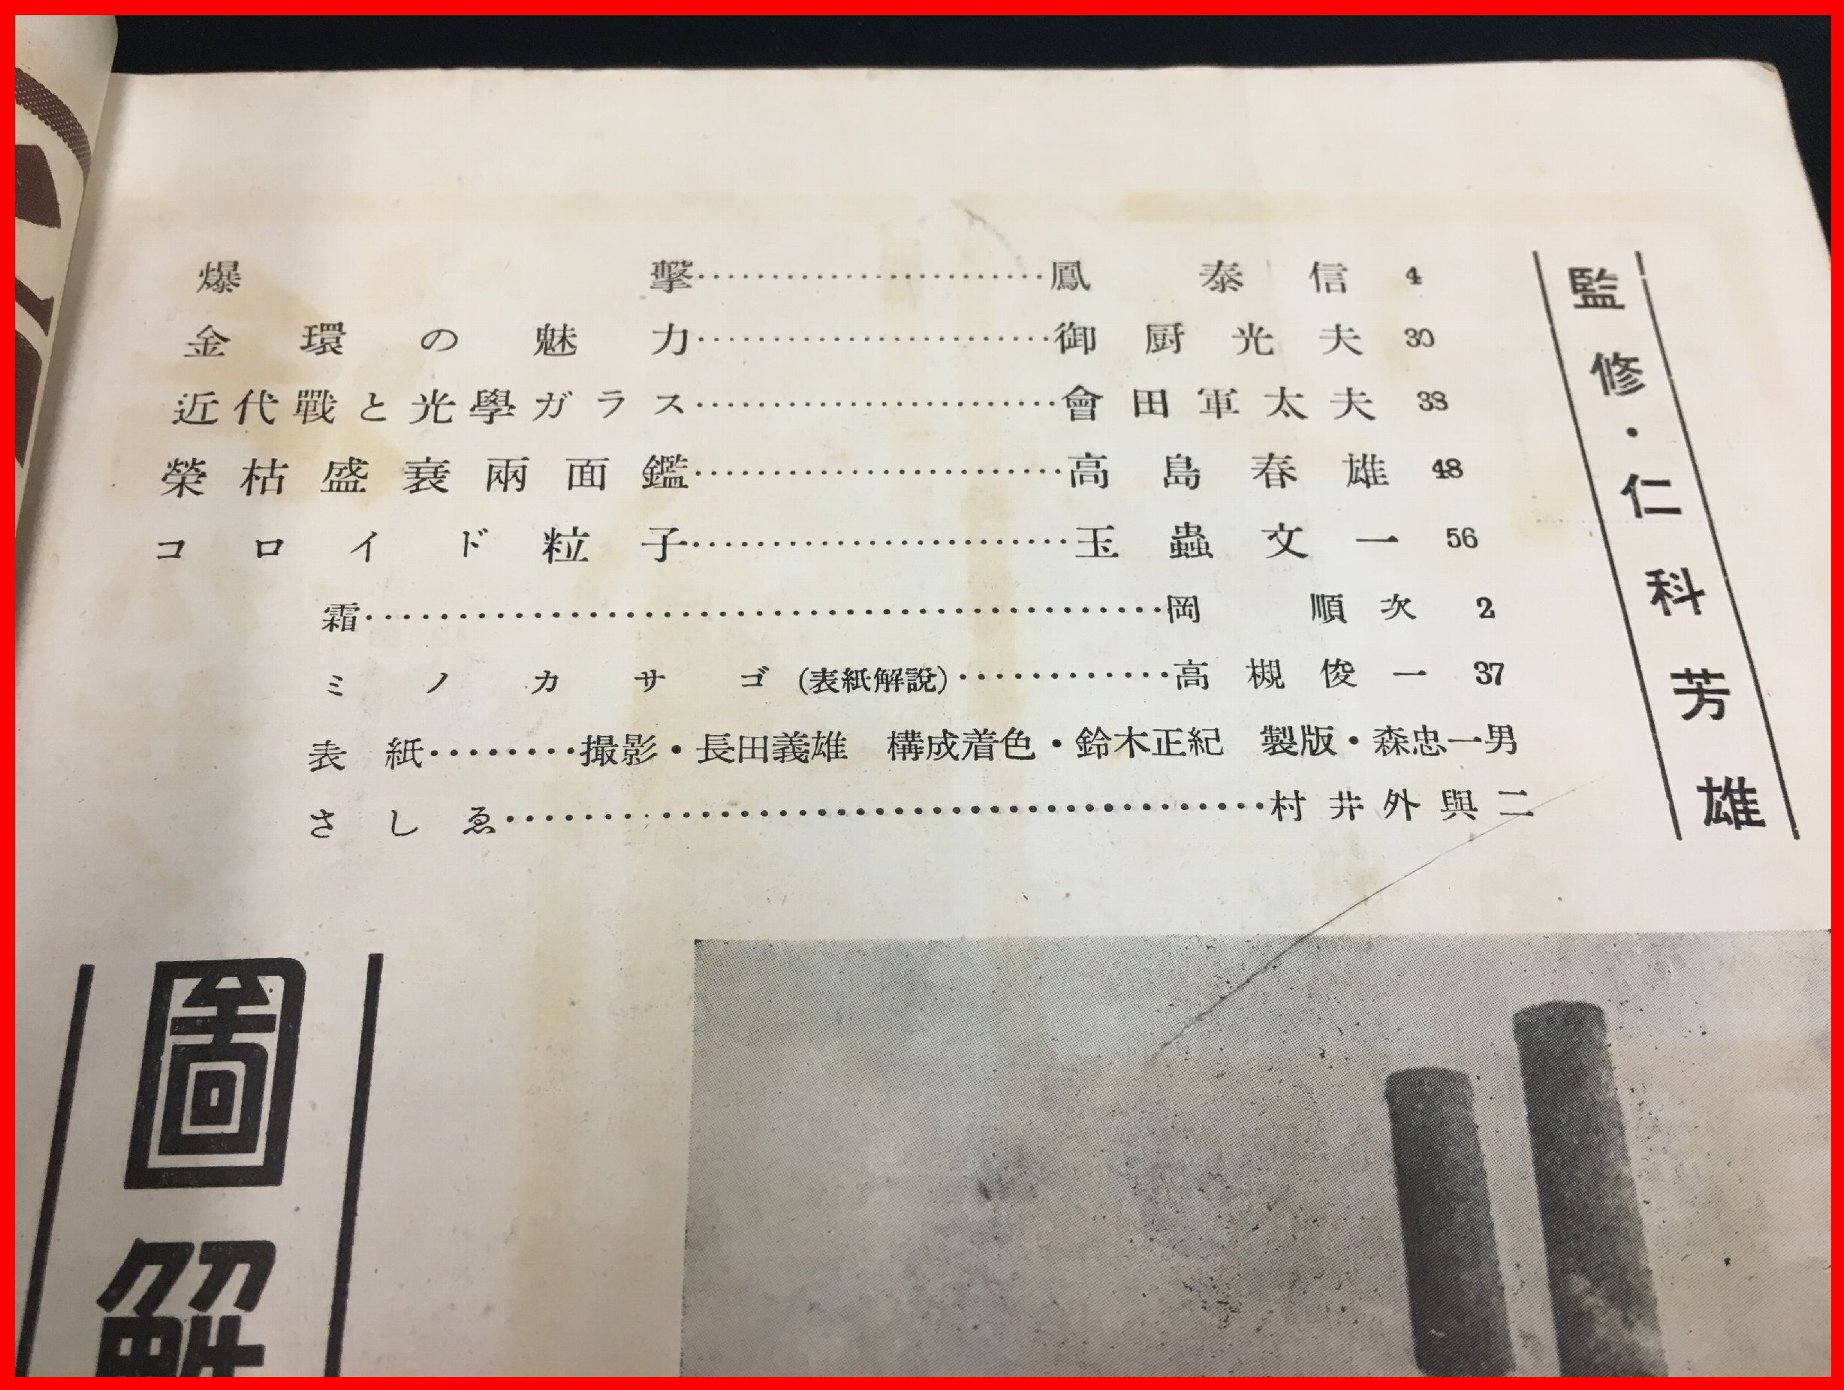 爆擊……………………鳳泰信 4
金環の魅力……………………御厨光夫 30
近代戰と光學ガラス……………………會田軍太夫 38
榮枯盛衰兩面鑑……………………高島春雄 48
コロイド粒子……………………玉蟲文一 56
霜……………………………………岡順次 2
ミノカサゴ(表紙解說)…………高槻俊一 37
表紙………撮影・長田義雄 構成着色・鈴木正紀 製版・森忠一男
さしゑ……………………………………村井外與二
監修・仁科芳雄
圖解